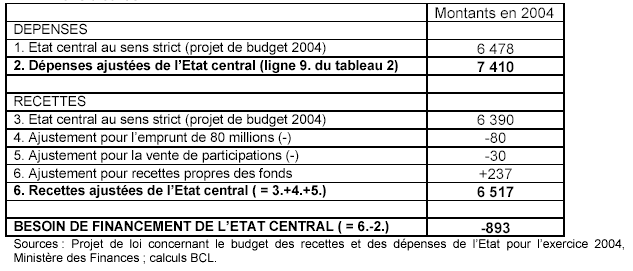 Montants en 2004
DEPENSES
1. Etat central au sens strict (projet de budget 2004) 6 478
2. Dépenses ajustées de l'Etat central (ligne 9. du tableau 2) 7 410
RECETTES
3. Etat central au sens strict (projet de budget 2004) 6 390
4. Ajustement pour l'emprunt de 80 millions (-) -80
5. Ajustement pour la vente de participations (-) -30
6. Ajustement pour recettes propres des fonds +237
6. Recettes ajustées de l'Etat central ( = 3.+4.+5.) 6 517
BESOIN DE FINANCEMENT DE L'ETAT CENTRAL ( = 6.-2.) -893
Sources : Projet de loi concernant le budget des recettes et des dépenses de l'Etat pour l'exercice 2004,
Ministère des Finances ; calculs BCL.